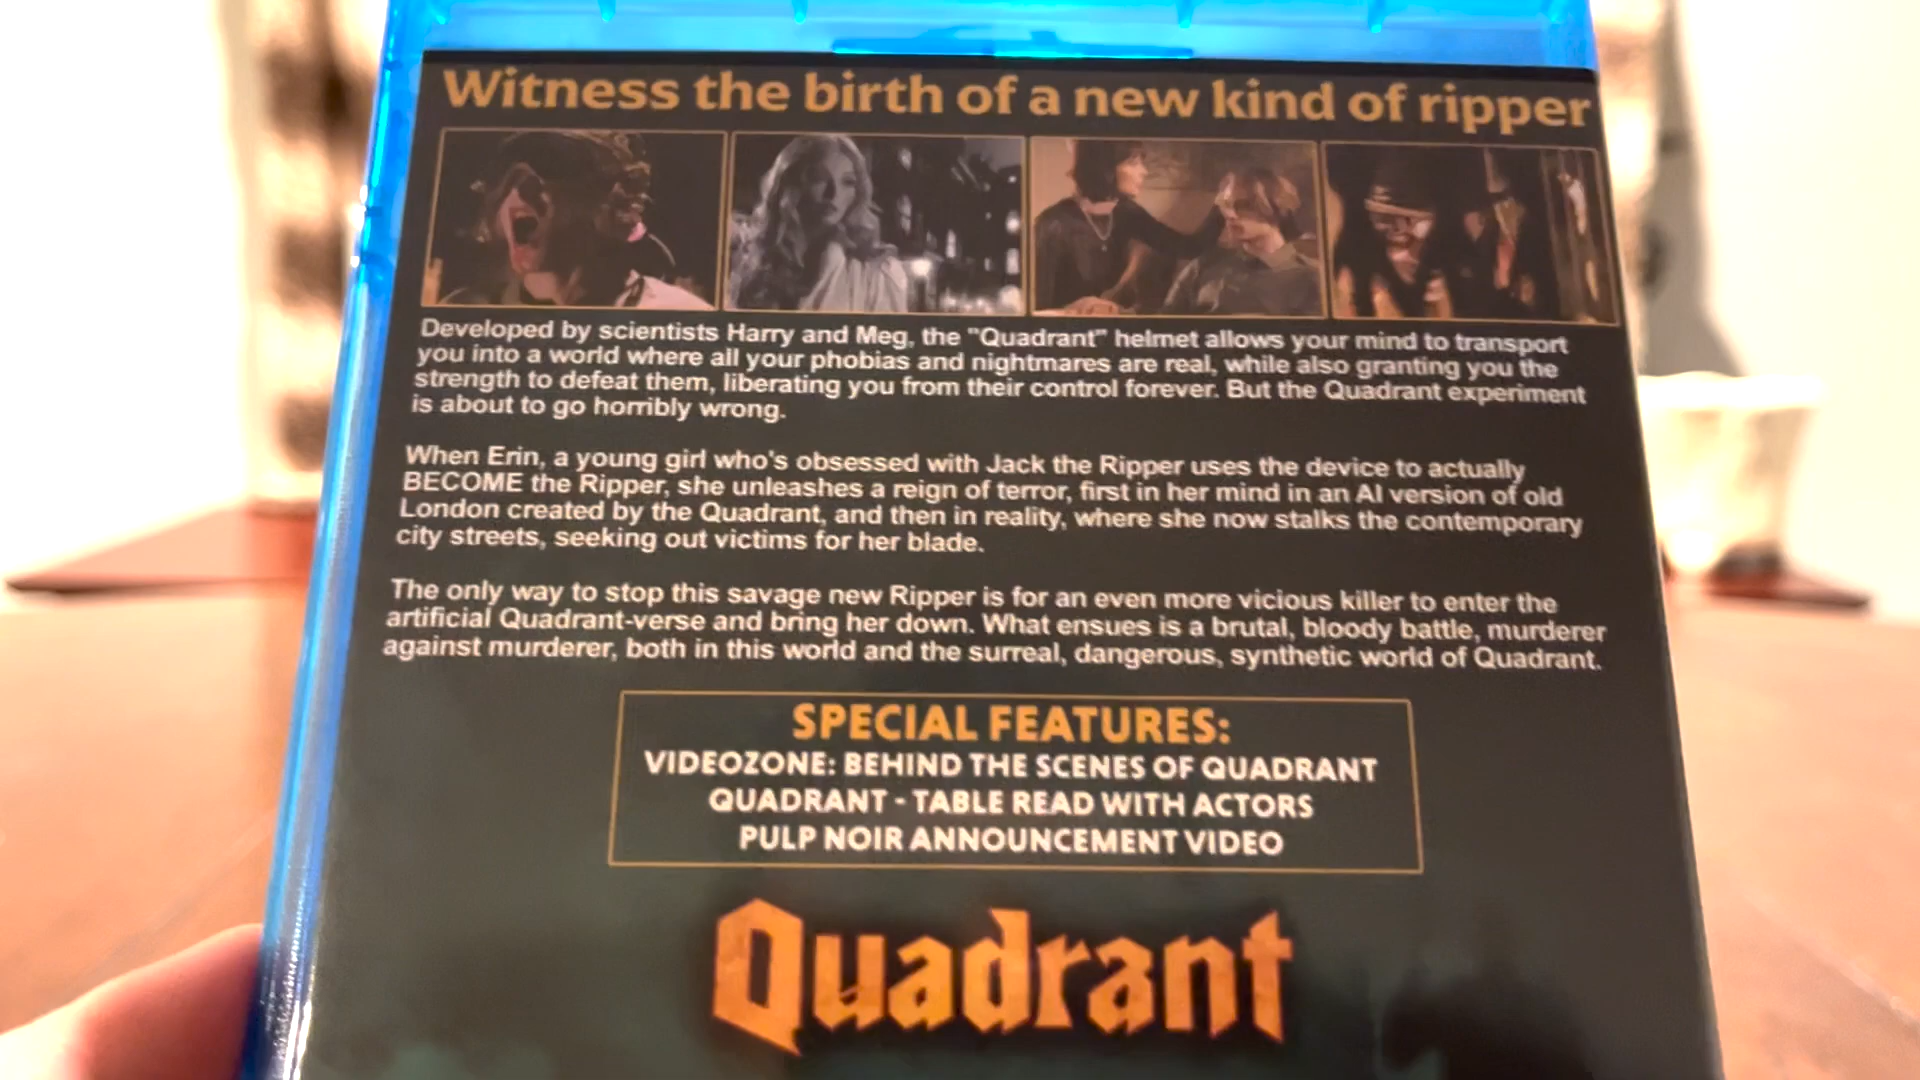 Witness the birth of a new kind of ripper
Developed by scientists Harry and Meg, the "Quadrant" helmet allows your mind to transport
you into a world where all your phobias and nightmares are real, while also granting you the
strength to defeat them, liberating you from their control forever. But the Quadrant experiment
is about to go horribly wrong.
When Erin, a young girl who's obsessed with Jack the Ripper uses the device to actually
BECOME the Ripper, she unleashes a reign of terror, first in her mind in an AI version of old
London created by the Quadrant, and then in reality, where she now stalks the contemporary
city streets, seeking out victims for her blade.
The only way to stop this savage new Ripper is for an even more vicious killer to enter the
artificial Quadrant-verse and bring her down. What ensues is a brutal, bloody battle, murderer
against murderer, both in this world and the surreal, dangerous, synthetic world of Quadrant.
SPECIAL FEATURES:
VIDEOZONE: BEHIND THE SCENES OF QUADRANT
QUADRANT - TABLE READ WITH ACTORS
PULP NOIR ANNOUNCEMENT VIDEO
Quadrant